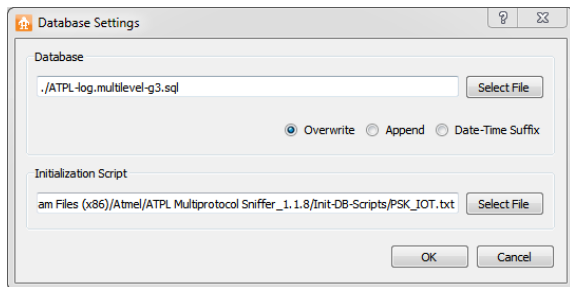 Database Settings
Database
./ATPL-log.multilevel-g3.sql
Select File
Overwrite Append Date-Time Suffix
Initialization Script
am Files (x86)/Atmel/ATPL Multiprotocol Sniffer_1.1.8/Init-DB-Scripts/PSK_IOT.txt
Select File
OK Cancel